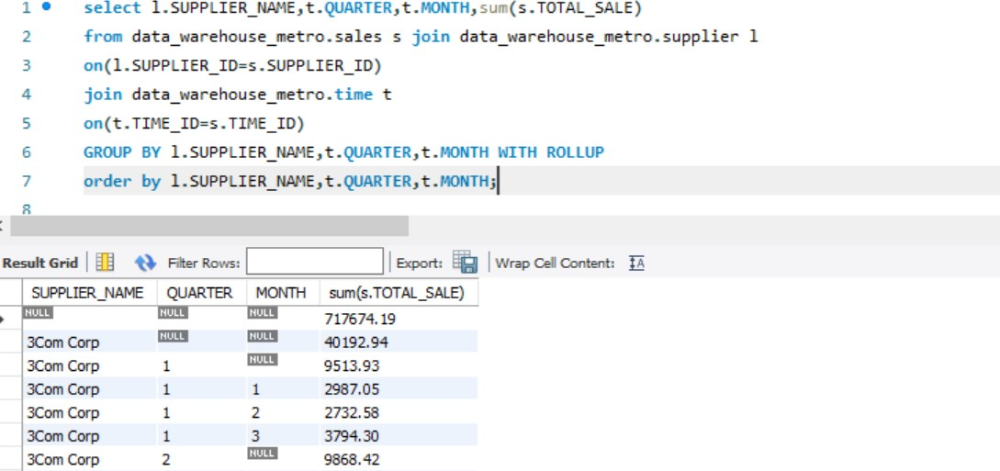 1 select l.SUPPLIER_NAME,t.QUARTER,t.MONTH,sum(s.TOTAL_SALE)
2 from data_warehouse_metro.sales s join data_warehouse_metro.supplier l
3 on(l.SUPPLIER_ID=s.SUPPLIER_ID)
4 join data_warehouse_metro.time t
5 on(t.TIME_ID=s.TIME_ID)
6 GROUP BY l.SUPPLIER_NAME,t.QUARTER,t.MONTH WITH ROLLUP
7 order by l.SUPPLIER_NAME,t.QUARTER,t.MONTH;
8
Result Grid Filter Rows: Export: Wrap Cell Content: IA
SUPPLIER_NAME QUARTER MONTH sum(s.TOTAL_SALE)
NULL NULL NULL 717674.19
3Com Corp NULL NULL 40192.94
3Com Corp 1 NULL 9513.93
3Com Corp 1 1 2987.05
3Com Corp 1 2 2732.58
3Com Corp 1 3 3794.30
3Com Corp 2 NULL 9868.42